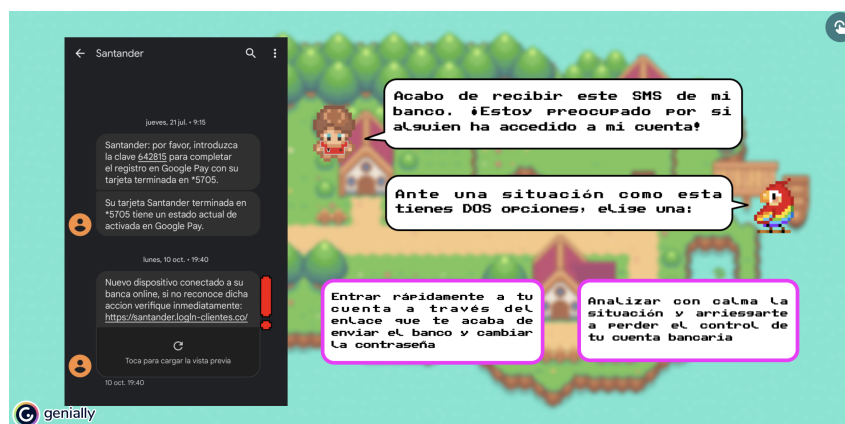 Santander
jueves, 21 jul. • 9:15
Santander: por favor, introduzca
la clave 642815 para completar
el registro en Google Pay con su
tarjeta terminada en *5705.
Su tarjeta Santander terminada en
*5705 tiene un estado actual de
activada en Google Pay.
lunes, 10 oct. • 19:40
Nuevo dispositivo conectado a su
banca online, si no reconoce dicha
accion verifique inmediatamente:
https://santander.logln-clientes.co/
Toca para cargar la vista previa
10 oct. 19:40
Acabo de recibir este SMS de mi
banco. ¡Estoy preocupado por si
alguien ha accedido a mi cuenta!
Ante una situación como esta
tienes DOS opciones, elige una:
Entrar rápidamente a tu
cuenta a través del
enlace que te acaba de
enviar el banco y cambiar
la contraseña
Analizar con calma la
situación y arriesgarte
a perder el control de
tu cuenta bancaria
genially